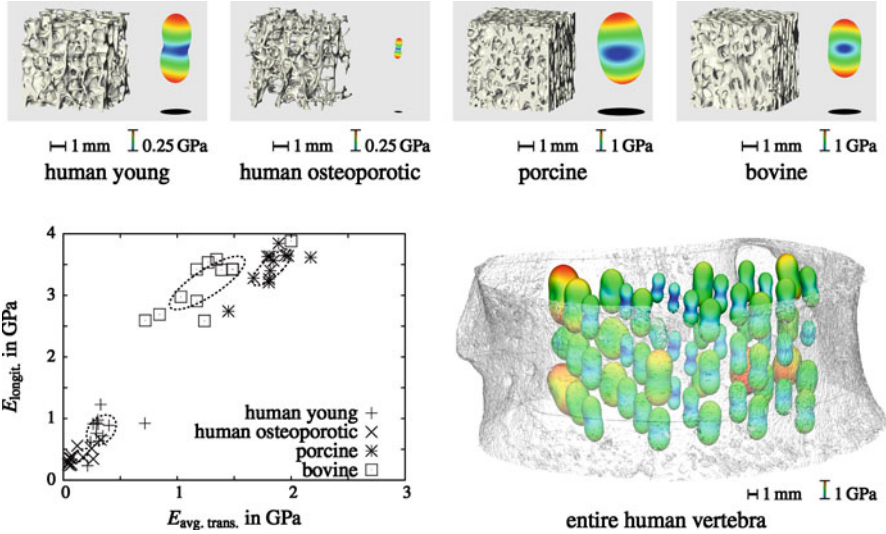 1 mm 0.25 GPa
human young
1 mm 0.25 GPa
human osteoporotic
1 mm 1 GPa
porcine
1 mm 1 GPa
bovine
4
3
2
1
0
0 1 2 3
E longit. in GPa
E avg. trans. in GPa
human young
human osteoporotic
porcine
bovine
1 mm 1 GPa
entire human vertebra